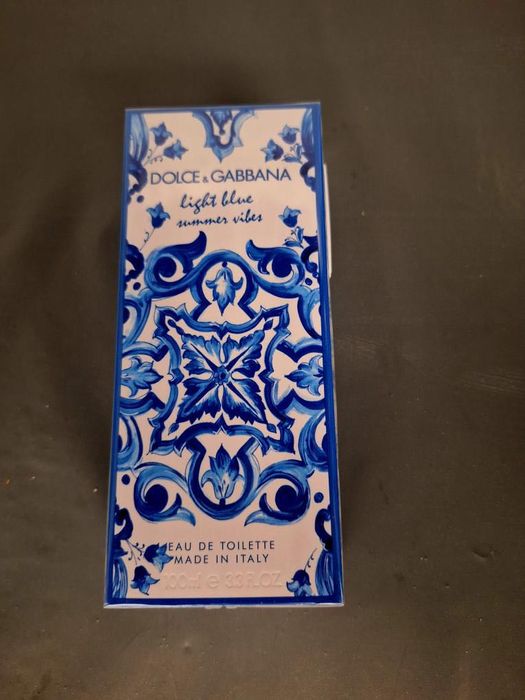 DOLCE & GABBANA
light blue
summer vibes
EAU DE TOILETTE
MADE IN ITALY
100ml e 3.3 FL.OZ.